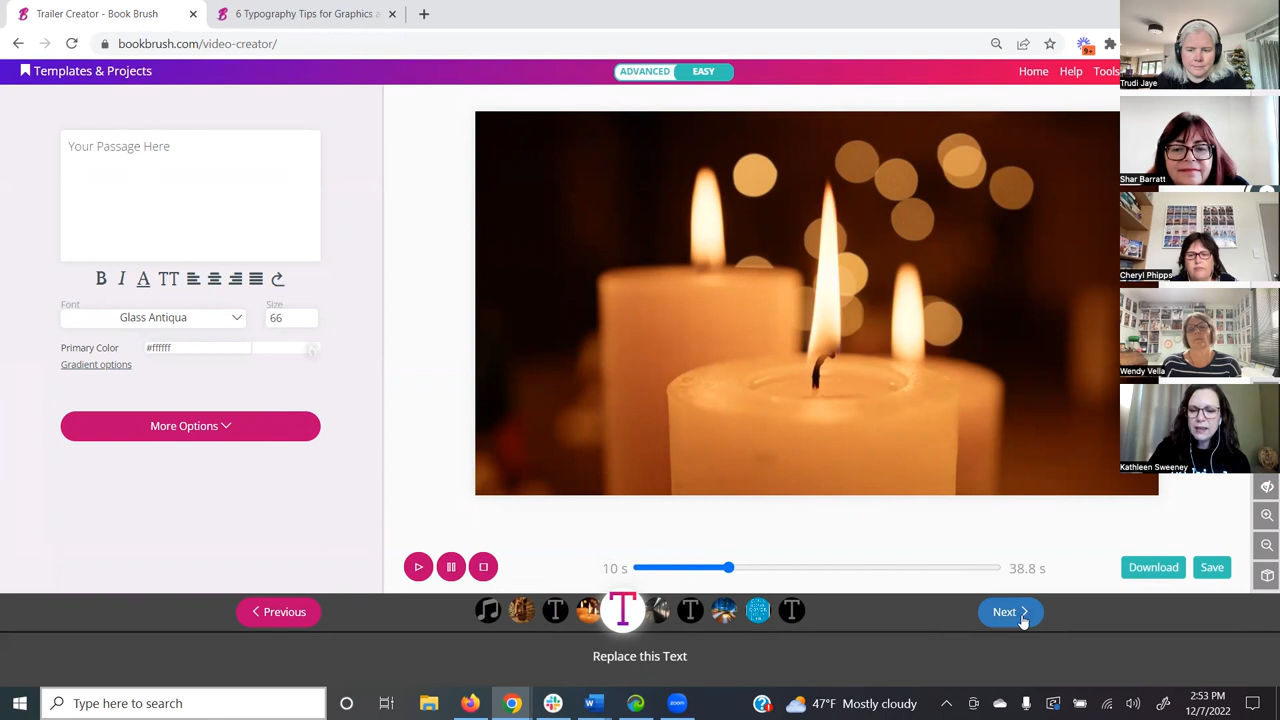 Trailer Creator - Book Brush
6 Typography Tips for Graphics a
bookbrush.com/video-creator/
9+
Templates & Projects
ADVANCED EASY
Home Help Tools
Your Passage Here
B I A TT
Font Size
Glass Antiqua 66
Primary Color #ffffff
Gradient options
More Options
10 s 38.8 s
Download Save
Previous
T T T T
Next
Replace this Text
Trudi Jaye
Shar Barratt
Cheryl Phipps
Wendy Vella
Kathleen Sweeney
Type here to search
zoom
47°F Mostly cloudy
2:53 PM
12/7/2022